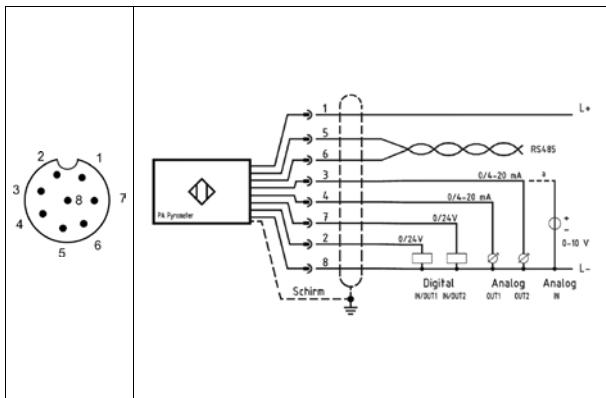 2 1
3 8 7
4 6
5
PA Pyrometer
1 L+
5 RS485
6
3 0/4-20 mA
4 0/4-20 mA
7 0/24V
2 0/24V
8 L-
+
-
0-10 V
Schirm
Digital Analog Analog
IN/OUT1 IN/OUT2 OUT1 OUT2 IN